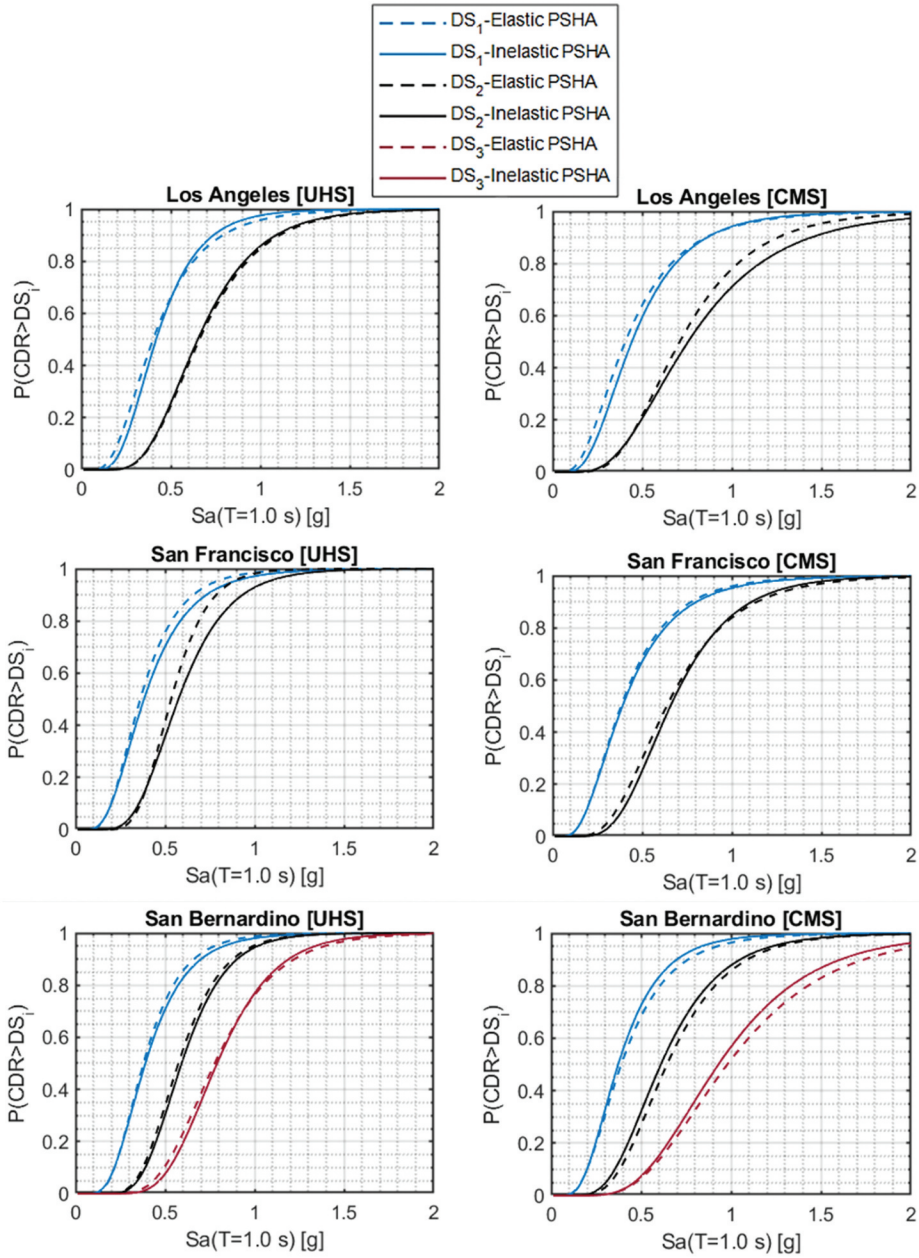 DS1-Elastic PSHA
DS1-Inelastic PSHA
DS2-Elastic PSHA
DS2-Inelastic PSHA
DS3-Elastic PSHA
DS3-Inelastic PSHA
Los Angeles [UHS]
1
0.8
0.6
0.4
0.2
0
P(CDR>DSi)
0 0.5 1 1.5 2
Sa(T=1.0 s) [g]
Los Angeles [CMS]
1
0.8
0.6
0.4
0.2
0
P(CDR>DSi)
0 0.5 1 1.5 2
Sa(T=1.0 s) [g]
San Francisco [UHS]
1
0.8
0.6
0.4
0.2
0
P(CDR>DSi)
0 0.5 1 1.5 2
Sa(T=1.0 s) [g]
San Francisco [CMS]
1
0.8
0.6
0.4
0.2
0
P(CDR>DSi)
0 0.5 1 1.5 2
Sa(T=1.0 s) [g]
San Bernardino [UHS]
1
0.8
0.6
0.4
0.2
0
P(CDR>DSi)
0 0.5 1 1.5 2
Sa(T=1.0 s) [g]
San Bernardino [CMS]
1
0.8
0.6
0.4
0.2
0
P(CDR>DSi)
0 0.5 1 1.5 2
Sa(T=1.0 s) [g]